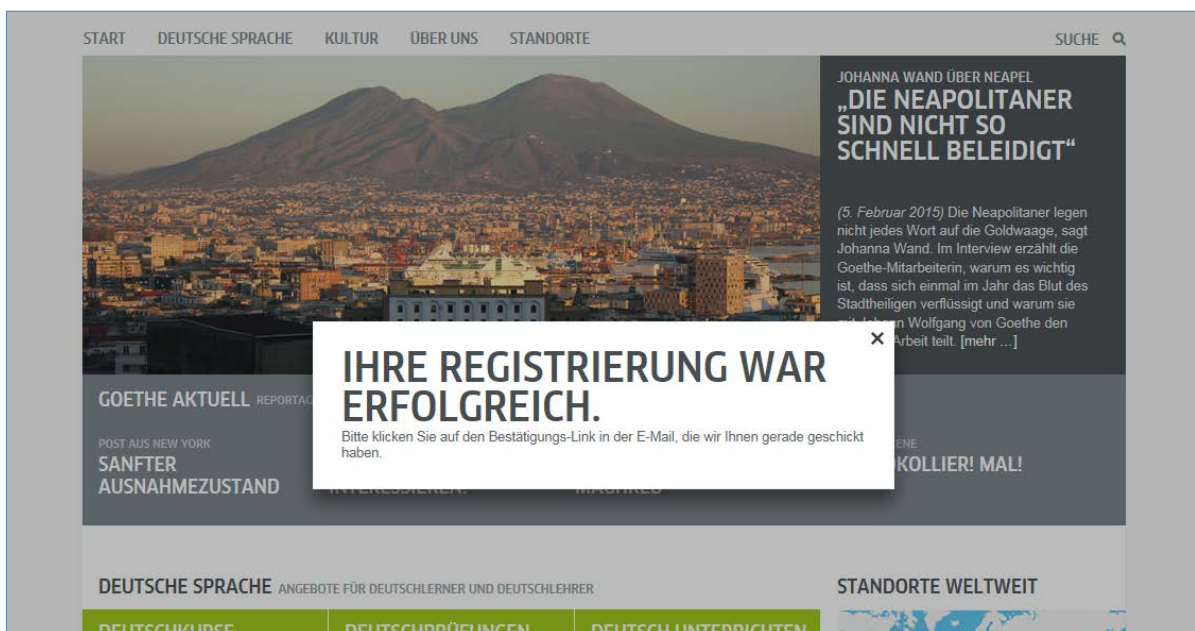 START DEUTSCHE SPRACHE KULTUR ÜBER UNS STANDORTE SUCHE
JOHANNA WAND ÜBER NEAPEL
„DIE NEAPOLITANER
SIND NICHT SO
SCHNELL BELEIDIGT“
(5. Februar 2015) Die Neapolitaner legen
nicht jedes Wort auf die Goldwaage, sagt
Johanna Wand. Im Interview erzählt die
Goethe-Mitarbeiterin, warum es wichtig
ist, dass sich einmal im Jahr das Blut des
Stadtheiligen verflüssigt und warum sie
Wolfgang von Goethe den
Arbeit teilt. [mehr ...]
IHRE REGISTRIERUNG WAR
ERFOLGREICH.
Bitte klicken Sie auf den Bestätigungs-Link in der E-Mail, die wir Ihnen gerade geschickt
haben.
GOETHE AKTUELL
POST AUS NEW YORK
SANFTER
AUSNAHMEZUSTAND
MAL!
DEUTSCHE SPRACHE ANGEBOTE FÜR DEUTSCHLERNER UND DEUTSCHLEHRER
STANDORTE WELTWEIT
DEUTSCHKURSE DEUTSCHPRÜFUNGEN DEUTSCH UNTERRICHTEN